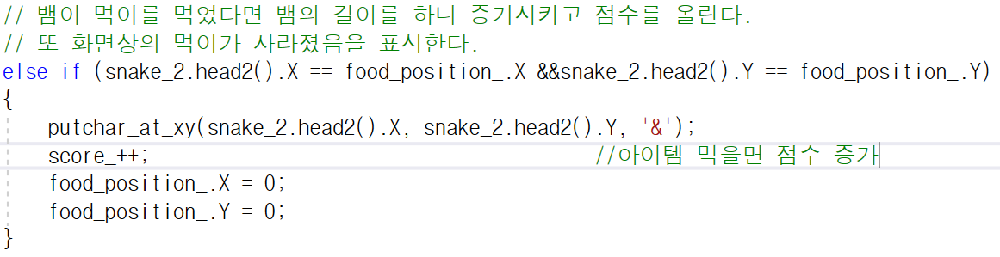 // 뱀이 먹이를 먹었다면 뱀의 길이를 하나 증가시키고 점수를 올린다.
// 또 화면상의 먹이가 사라졌음을 표시한다.
else if (snake_2.head2().X == food_position_.X &&snake_2.head2().Y == food_position_.Y)
{
putchar_at_xy(snake_2.head2().X, snake_2.head2().Y, '&');
score_++; //아이템 먹을면 점수 증가
food_position_.X = 0;
food_position_.Y = 0;
}